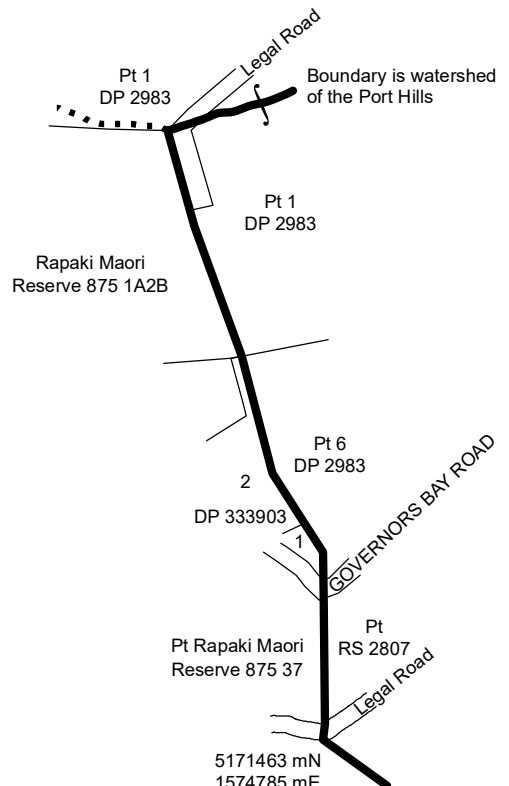 Legal Road
Pt 1
DP 2983
Boundary is watershed
of the Port Hills
Pt 1
DP 2983
Rapaki Maori
Reserve 875 1A2B
Pt 6
DP 2983
2
DP 333903
1
GOVERNORS BAY ROAD
Pt
RS 2807
Pt Rapaki Maori
Reserve 875 37
Legal Road
5171463 mN
1574785 mE